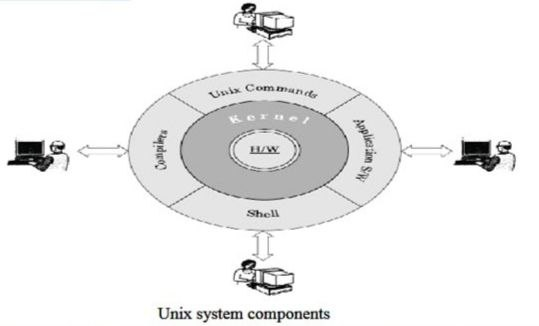 Unix Commands
Kernel
Compilers
H/W
Application S/W
Shell
Unix system components